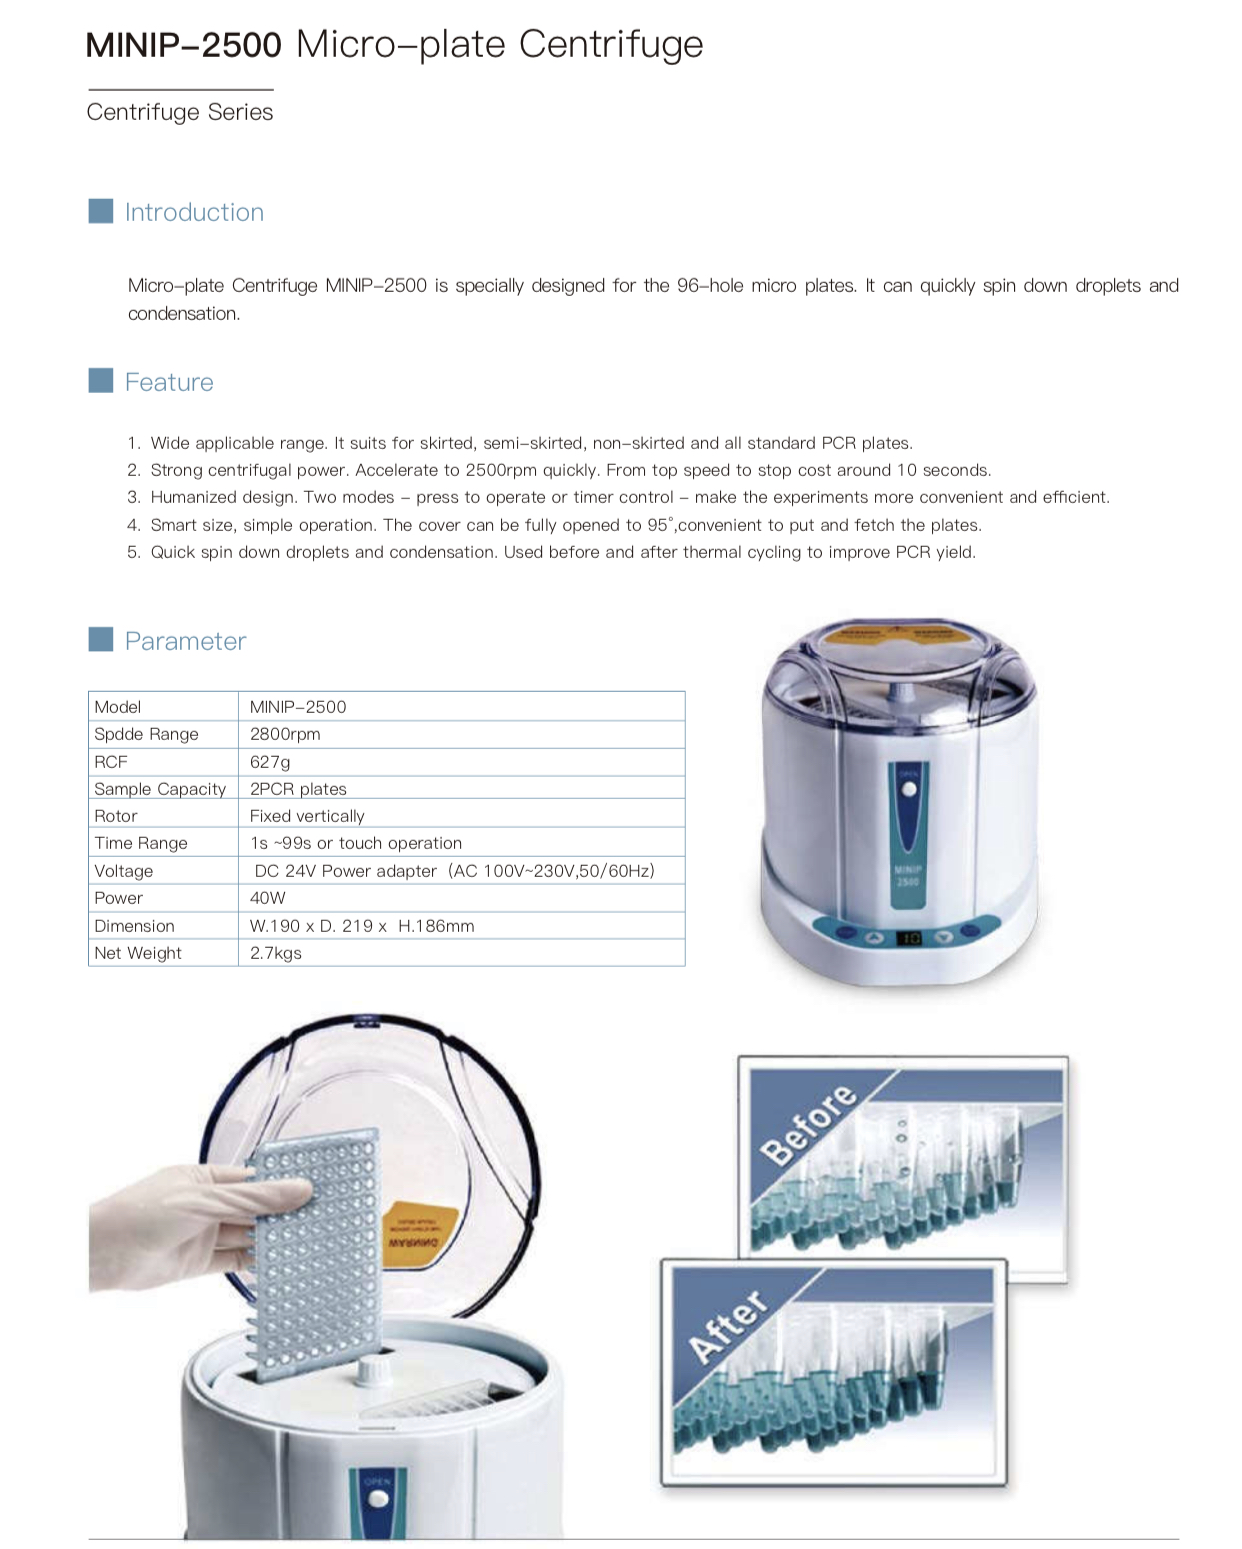 MINIP-2500 Micro-plate Centrifuge
Centrifuge Series
Introduction
Micro-plate Centrifuge MINIP-2500 is specially designed for the 96-hole micro plates. It can quickly spin down droplets and
condensation.
Feature
1. Wide applicable range. It suits for skirted, semi-skirted, non-skirted and all standard PCR plates.
2. Strong centrifugal power. Accelerate to 2500rpm quickly. From top speed to stop cost around 10 seconds.
3. Humanized design. Two modes - press to operate or timer control - make the experiments more convenient and efficient.
4. Smart size, simple operation. The cover can be fully opened to 95°,convenient to put and fetch the plates.
5. Quick spin down droplets and condensation. Used before and after thermal cycling to improve PCR yield.
Parameter
Model MINIP-2500
Spdde Range 2800rpm
RCF 627g
Sample Capacity 2PCR plates
Rotor Fixed vertically
Time Range 1s ~99s or touch operation
Voltage DC 24V Power adapter (AC 100V~230V,50/60Hz)
Power 40W
Dimension W.190 x D. 219 x H.186mm
Net Weight 2.7kgs
OPEN
MINIP
2500
10
WARNING
OPEN
Before
After